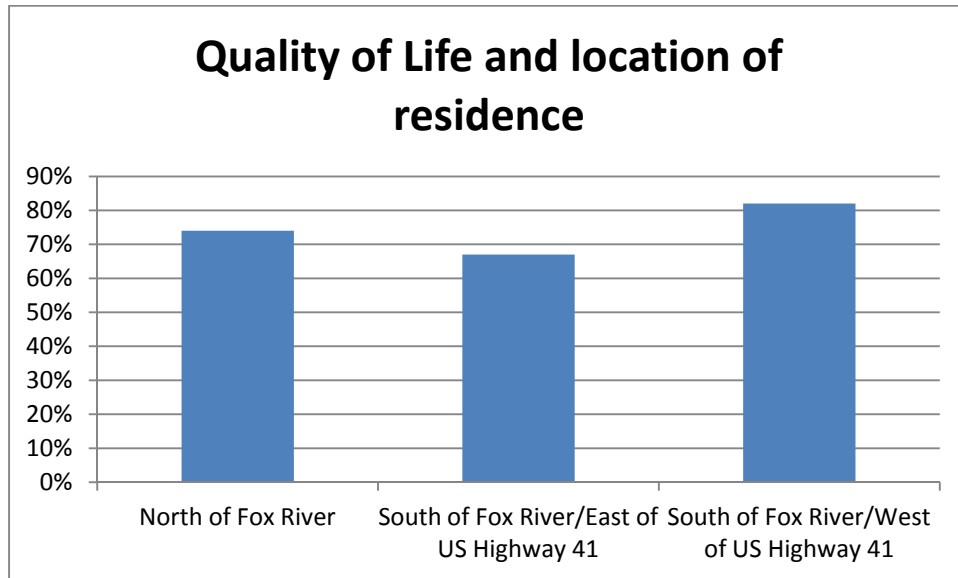 Quality of Life and location of
residence
90%
80%
70%
60%
50%
40%
30%
20%
10%
0%
North of Fox River
South of Fox River/East of
US Highway 41
South of Fox River/West
of US Highway 41